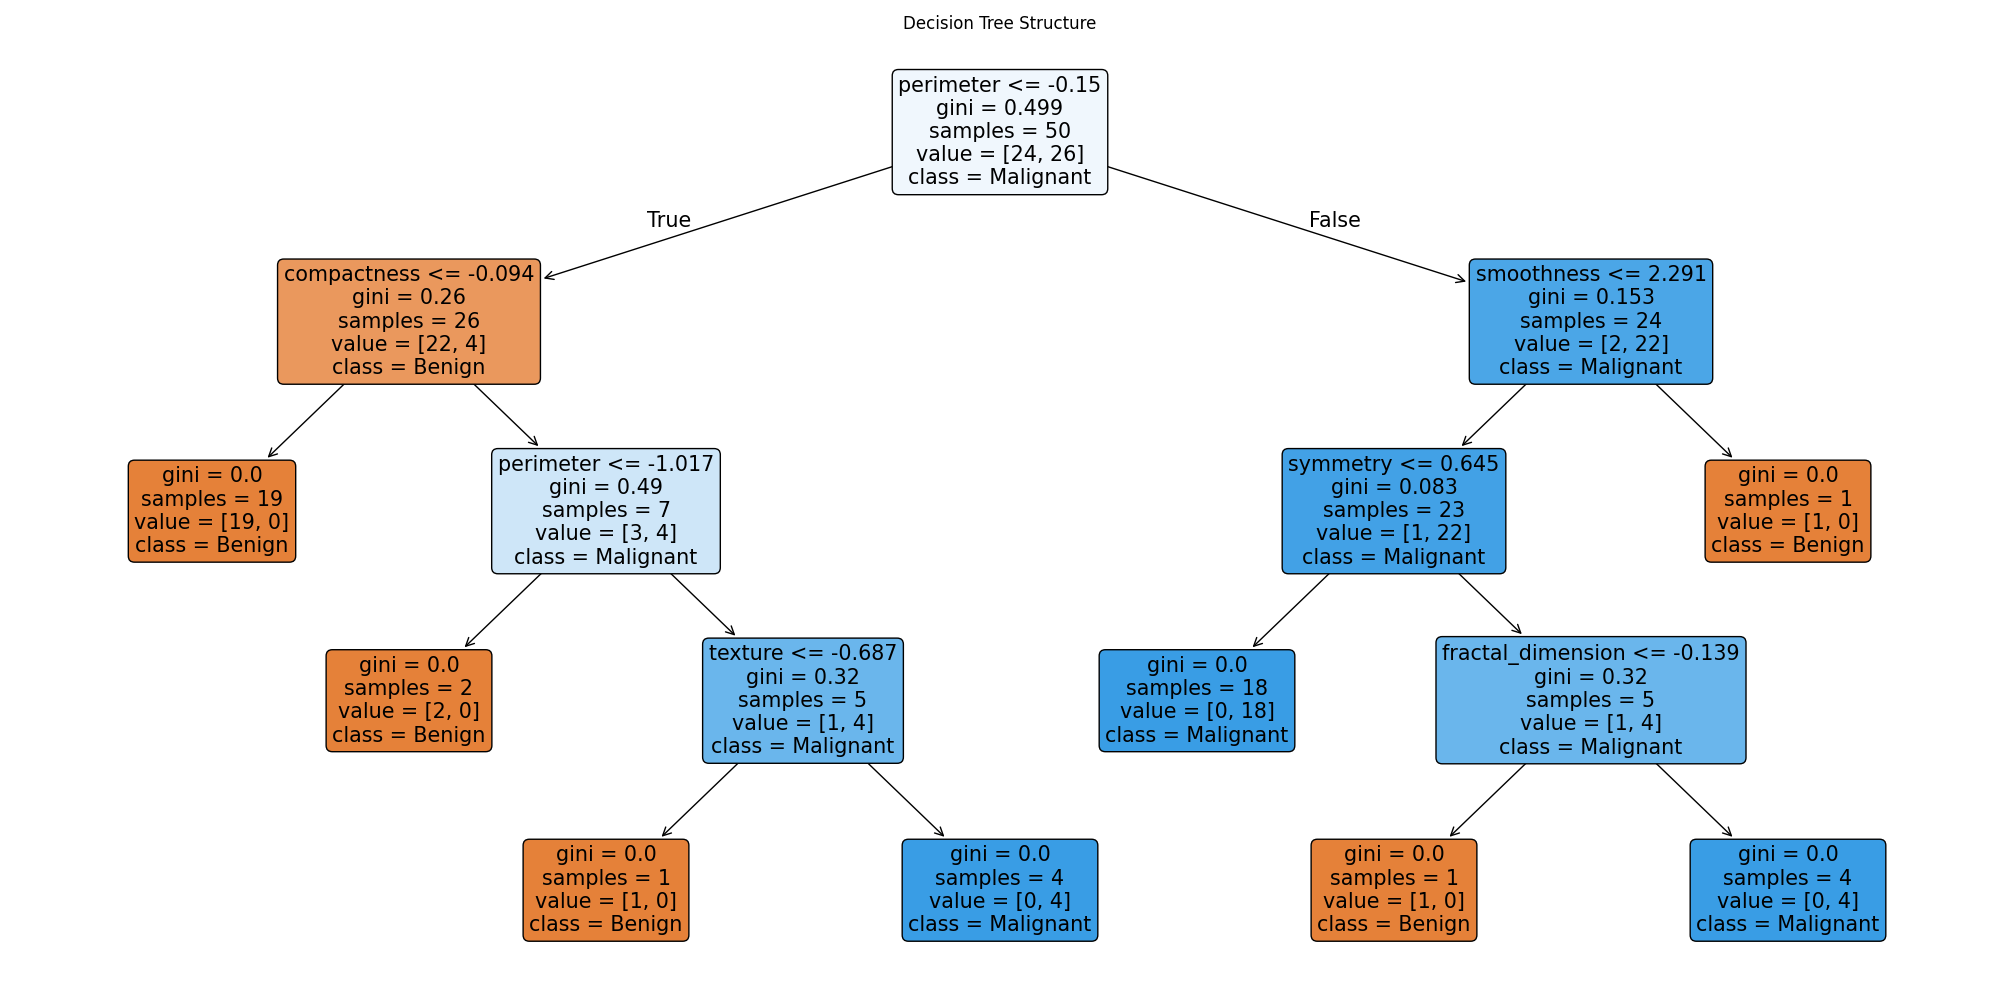 Decision Tree Structure
perimeter <= -0.15
gini = 0.499
samples = 50
value = [24, 26]
class = Malignant
True
False
compactness <= -0.094
gini = 0.26
samples = 26
value = [22, 4]
class = Benign
smoothness <= 2.291
gini = 0.153
samples = 24
value = [2, 22]
class = Malignant
gini = 0.0
samples = 19
value = [19, 0]
class = Benign
perimeter <= -1.017
gini = 0.49
samples = 7
value = [3, 4]
class = Malignant
symmetry <= 0.645
gini = 0.083
samples = 23
value = [1, 22]
class = Malignant
gini = 0.0
samples = 1
value = [1, 0]
class = Benign
gini = 0.0
samples = 2
value = [2, 0]
class = Benign
texture <= -0.687
gini = 0.32
samples = 5
value = [1, 4]
class = Malignant
gini = 0.0
samples = 18
value = [0, 18]
class = Malignant
fractal_dimension <= -0.139
gini = 0.32
samples = 5
value = [1, 4]
class = Malignant
gini = 0.0
samples = 1
value = [1, 0]
class = Benign
gini = 0.0
samples = 4
value = [0, 4]
class = Malignant
gini = 0.0
samples = 1
value = [1, 0]
class = Benign
gini = 0.0
samples = 4
value = [0, 4]
class = Malignant